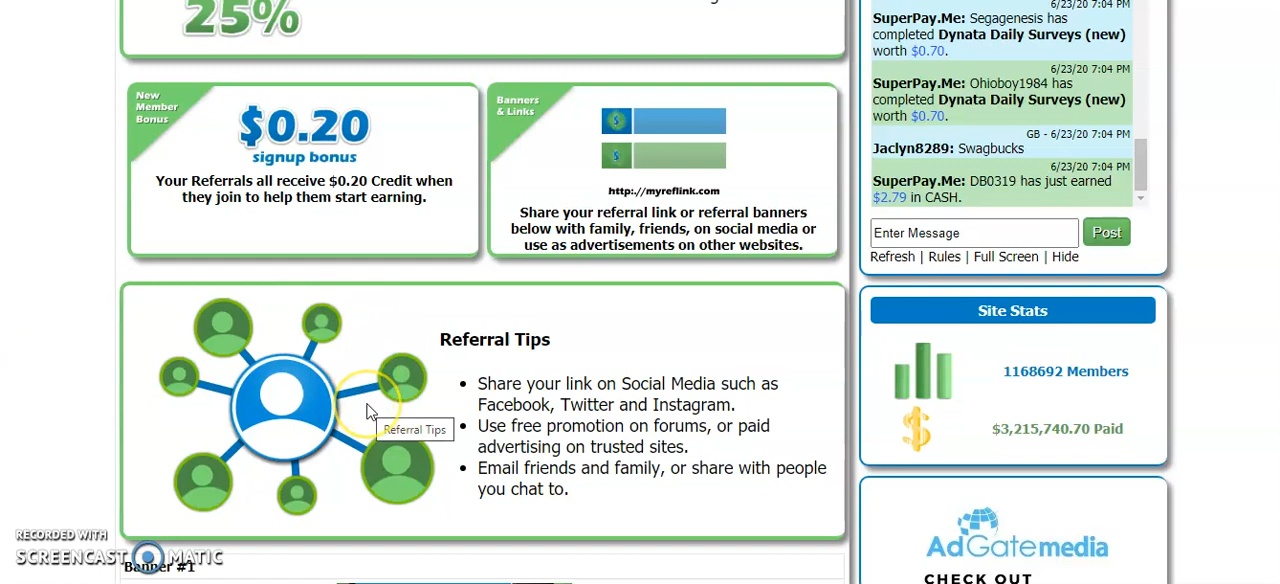 25%
New
Member
Bonus
$0.20
signup bonus
Your Referrals all receive $0.20 Credit when
they join to help them start earning.
Banners
& Links
$
$
http://myreflink.com
Share your referral link or referral banners
below with family, friends, on social media or
use as advertisements on other websites.
Referral Tips
Share your link on Social Media such as
Facebook, Twitter and Instagram.
Use free promotion on forums, or paid
advertising on trusted sites.
Email friends and family, or share with people
you chat to.
Referral Tips
RECORDED WITH
SCREENCAST MATIC
Banner #1
6/23/20 7:04 PM
SuperPay.Me: Segagenesis has
completed Dynata Daily Surveys (new)
worth $0.70.
6/23/20 7:04 PM
SuperPay.Me: Ohioboy1984 has
completed Dynata Daily Surveys (new)
worth $0.70.
GB - 6/23/20 7:04 PM
Jaclyn8289: Swagbucks
6/23/20 7:04 PM
SuperPay.Me: DB0319 has just earned
$2.79 in CASH.
Enter Message
Post
Refresh | Rules | Full Screen | Hide
Site Stats
1168692 Members
$3,215,740.70 Paid
AdGatemedia
CHECK OUT